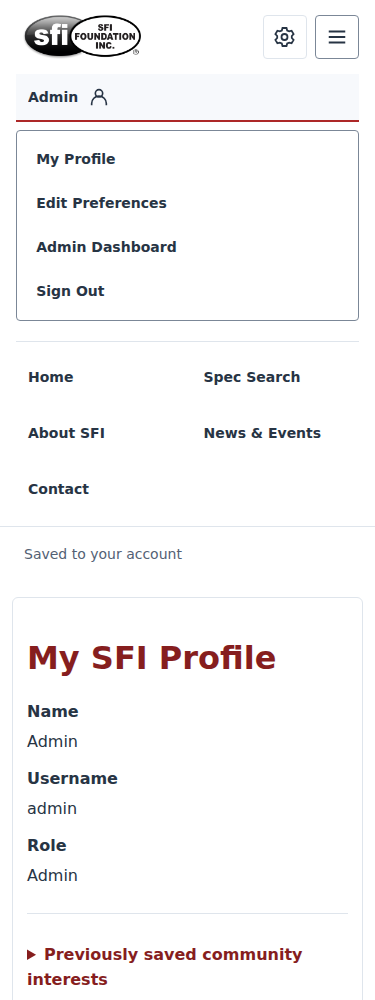 sfi
SFI
FOUNDATION
INC.
®
Admin
My Profile
Edit Preferences
Admin Dashboard
Sign Out
Home
Spec Search
About SFI
News & Events
Contact
Saved to your account
My SFI Profile
Name
Admin
Username
admin
Role
Admin
Previously saved community
interests